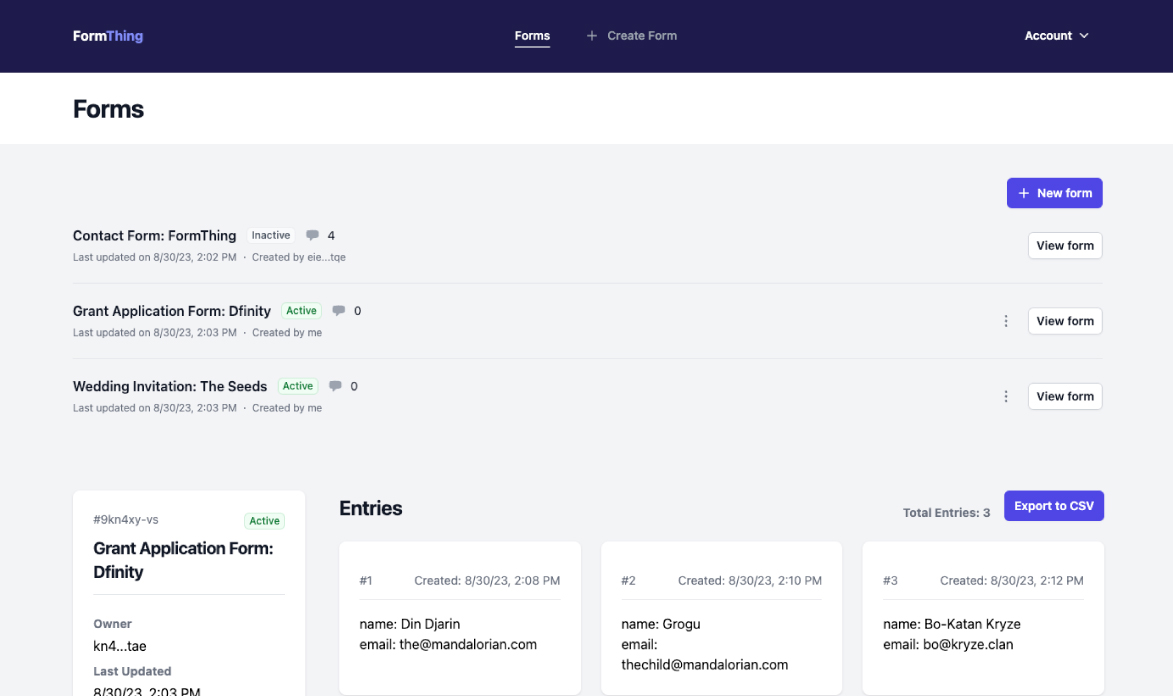 FormThing
Forms
Create Form
Account
Forms
New form
Contact Form: FormThing Inactive 4
Last updated on 8/30/23, 2:02 PM · Created by eie...tqe
View form
Grant Application Form: Dfinity Active 0
Last updated on 8/30/23, 2:03 PM · Created by me
View form
Wedding Invitation: The Seeds Active 0
Last updated on 8/30/23, 2:03 PM · Created by me
View form
#9kn4xy-vs Active
Grant Application Form:
Dfinity
Owner
kn4...tae
Last Updated
8/30/23, 2:03 PM
Entries
Total Entries: 3
Export to CSV
#1 Created: 8/30/23, 2:08 PM
name: Din Djarin
email: the@mandalorian.com
#2 Created: 8/30/23, 2:10 PM
name: Grogu
email:
thechild@mandalorian.com
#3 Created: 8/30/23, 2:12 PM
name: Bo-Katan Kryze
email: bo@kryze.clan